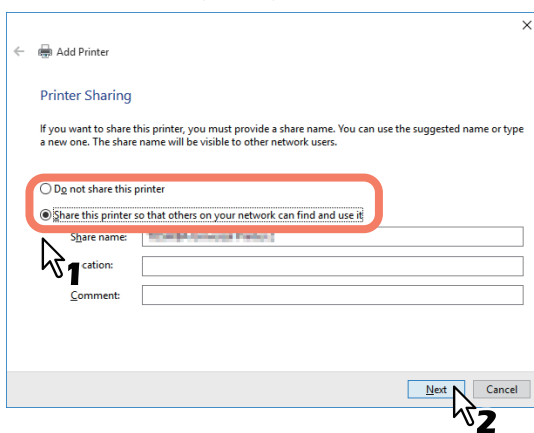 Add Printer
Printer Sharing
If you want to share this printer, you must provide a share name. You can use the suggested name or type
a new one. The share name will be visible to other network users.
Do not share this printer
Share this printer so that others on your network can find and use it
Share name:
cation:
1
Comment:
Next
Cancel
2